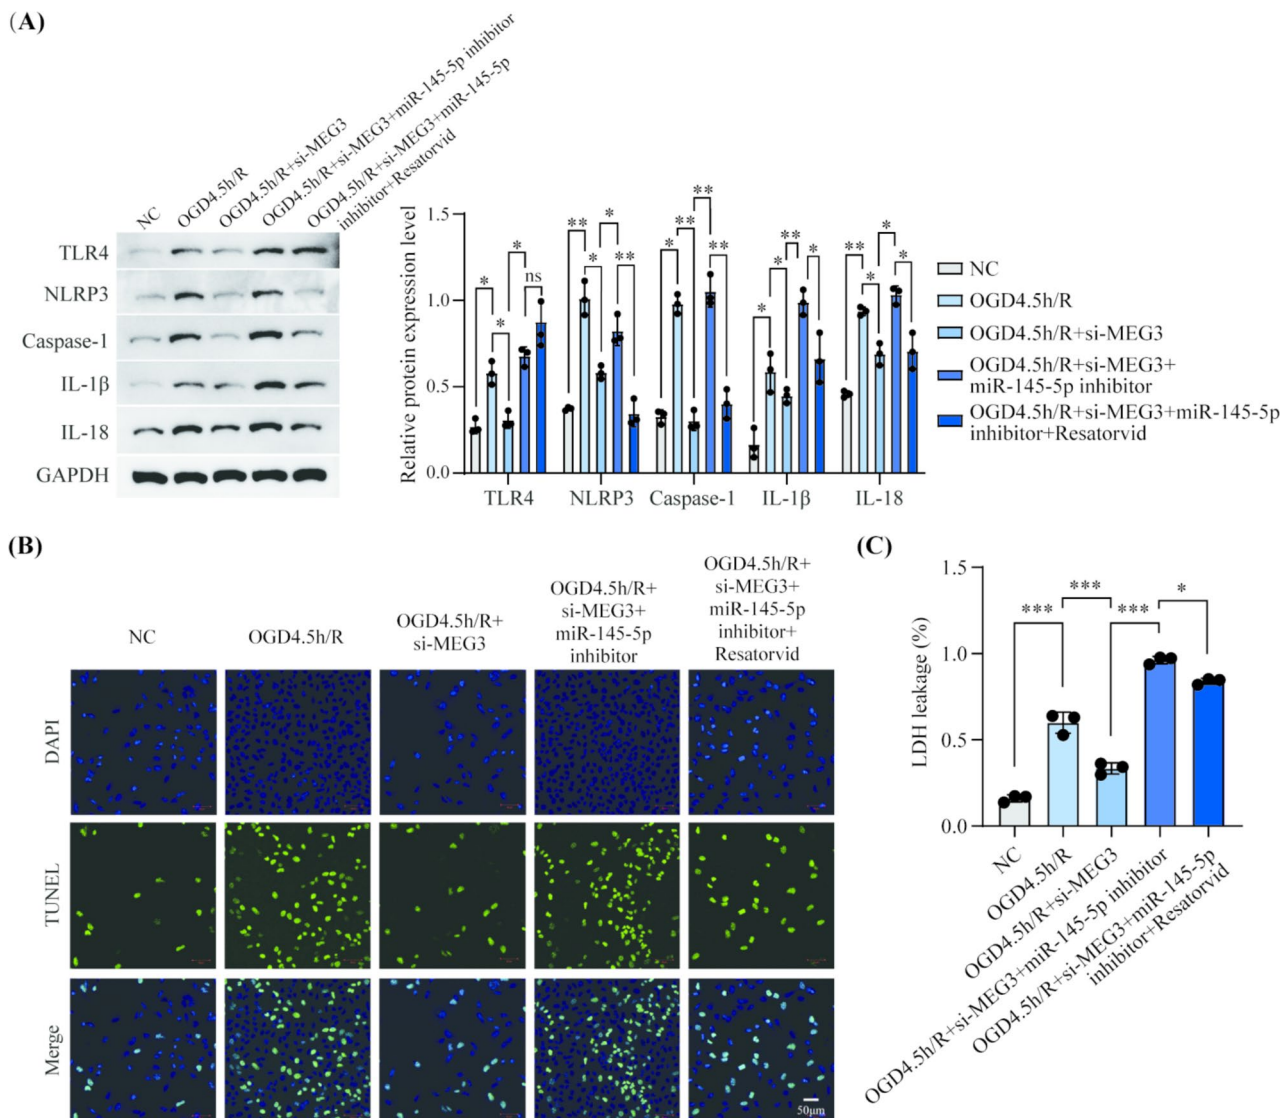 (A)
NC
OGD4.5h/R
OGD4.5h/R+si-MEG3
OGD4.5h/R+si-MEG3+miR-145-5p inhibitor
OGD4.5h/R+si-MEG3+miR-145-5p
inhibitor+Resatorvid
TLR4
NLRP3
Caspase-1
IL-1β
IL-18
GAPDH
Relative protein expression level
1.5
1.0
0.5
0.0
* * * ns
** * * **
* ** ** **
* * ** *
** * * *
TLR4 NLRP3 Caspase-1 IL-1β IL-18
NC
OGD4.5h/R
OGD4.5h/R+si-MEG3
OGD4.5h/R+si-MEG3+
miR-145-5p inhibitor
OGD4.5h/R+si-MEG3+miR-145-5p
inhibitor+Resatorvid
(B)
NC
OGD4.5h/R
OGD4.5h/R+
si-MEG3
OGD4.5h/R+
si-MEG3+
miR-145-5p
inhibitor
OGD4.5h/R+
si-MEG3+
miR-145-5p
inhibitor+
Resatorvid
DAPI
TUNEL
Merge
50μm
(C)
LDH leakage (%)
1.5
1.0
0.5
0.0
*** *** *** *
NC
OGD4.5h/R
OGD4.5h/R+si-MEG3
OGD4.5h/R+si-MEG3+miR-145-5p inhibitor
OGD4.5h/R+si-MEG3+miR-145-5p
inhibitor+Resatorvid